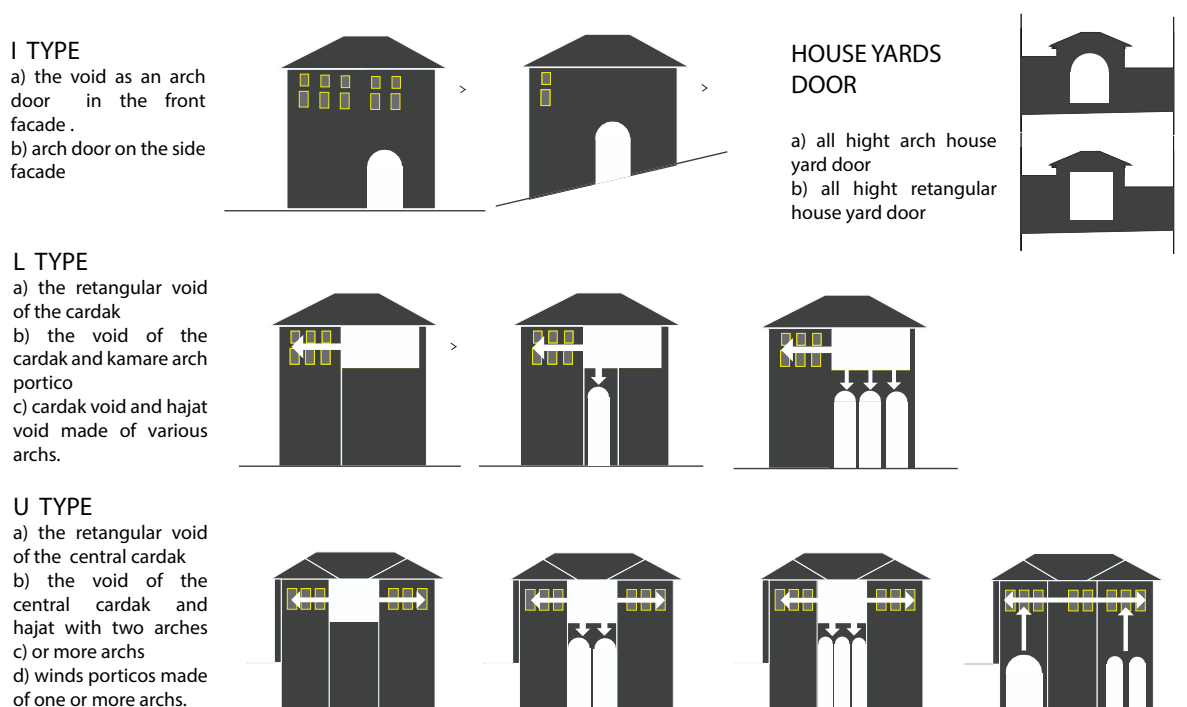 I TYPE
a) the void as an arch
door in the front
facade .
b) arch door on the side
facade
HOUSE YARDS
DOOR
a) all hight arch house
yard door
b) all hight retangular
house yard door
L TYPE
a) the retangular void
of the cardak
b) the void of the
cardak and kamare arch
portico
c) cardak void and hajat
void made of various
archs.
U TYPE
a) the retangular void
of the central cardak
b) the void of the
central cardak and
hajat with two arches
c) or more archs
d) winds porticos made
of one or more archs.